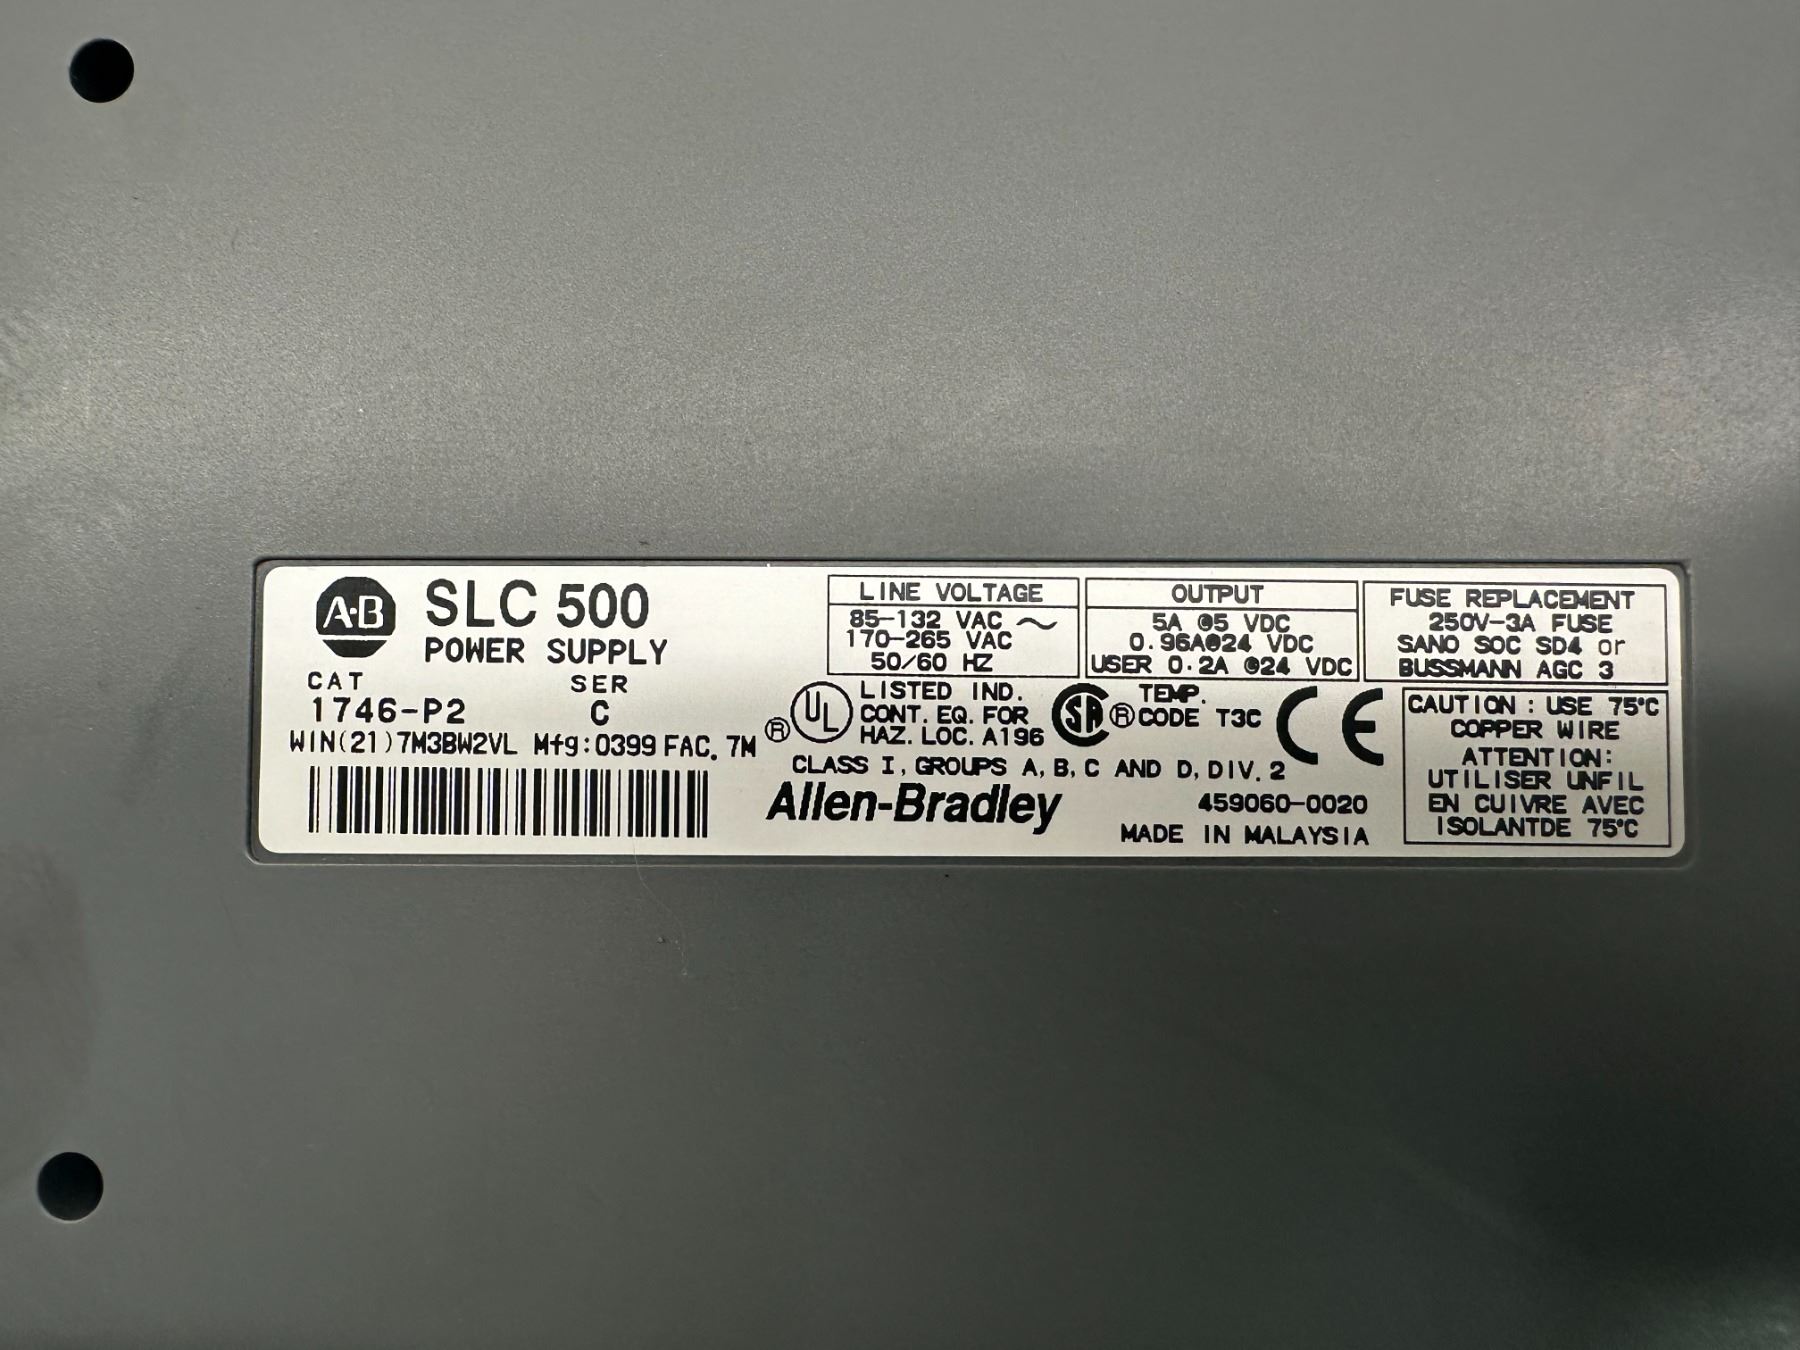 A·B SLC 500
POWER SUPPLY
CAT SER
1746-P2 C
WIN(21)7M3BW2VL Mfg:0399 FAC. 7M
LINE VOLTAGE
85-132 VAC ~
170-265 VAC
50/60 HZ
OUTPUT
5A @5 VDC
0.96A@24 VDC
USER 0.2A @24 VDC
FUSE REPLACEMENT
250V-3A FUSE
SANO SOC SD4 or
BUSSMANN AGC 3
® UL LISTED IND.
CONT. EQ. FOR
HAZ. LOC. A196
SA ® TEMP.
CODE T3C
CE
CLASS I, GROUPS A, B, C AND D, DIV. 2
Allen-Bradley
459060-0020
MADE IN MALAYSIA
CAUTION : USE 75°C
COPPER WIRE
ATTENTION:
UTILISER UNFIL
EN CUIVRE AVEC
ISOLANTDE 75°C